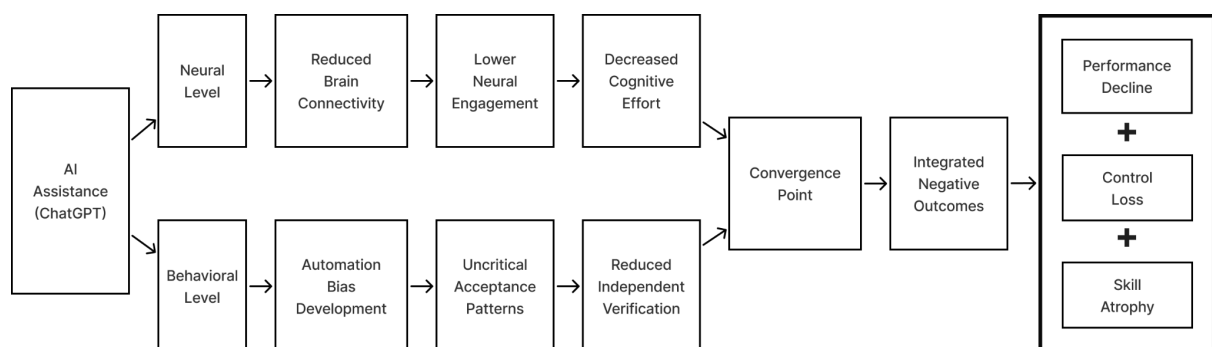 AI
Assistance
(ChatGPT)
Neural
Level
Reduced
Brain
Connectivity
Lower
Neural
Engagement
Decreased
Cognitive
Effort
Behavioral
Level
Automation
Bias
Development
Uncritical
Acceptance
Patterns
Reduced
Independent
Verification
Convergence
Point
Integrated
Negative
Outcomes
Performance
Decline
+
Control
Loss
+
Skill
Atrophy